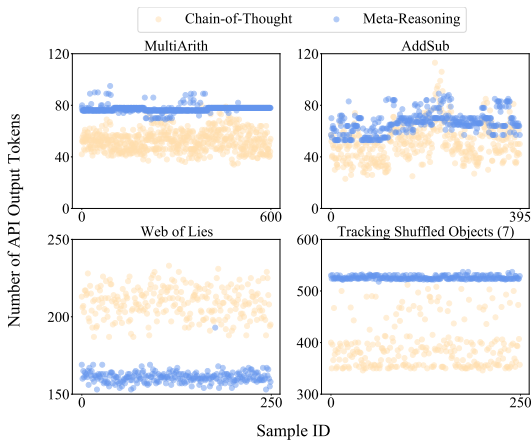 Chain-of-Thought Meta-Reasoning
MultiArith
120
80
40
0
0 600
AddSub
120
80
40
0
0 395
Web of Lies
250
200
150
0 250
Tracking Shuffled Objects (7)
600
500
400
300
0 250
Number of API Output Tokens
Sample ID